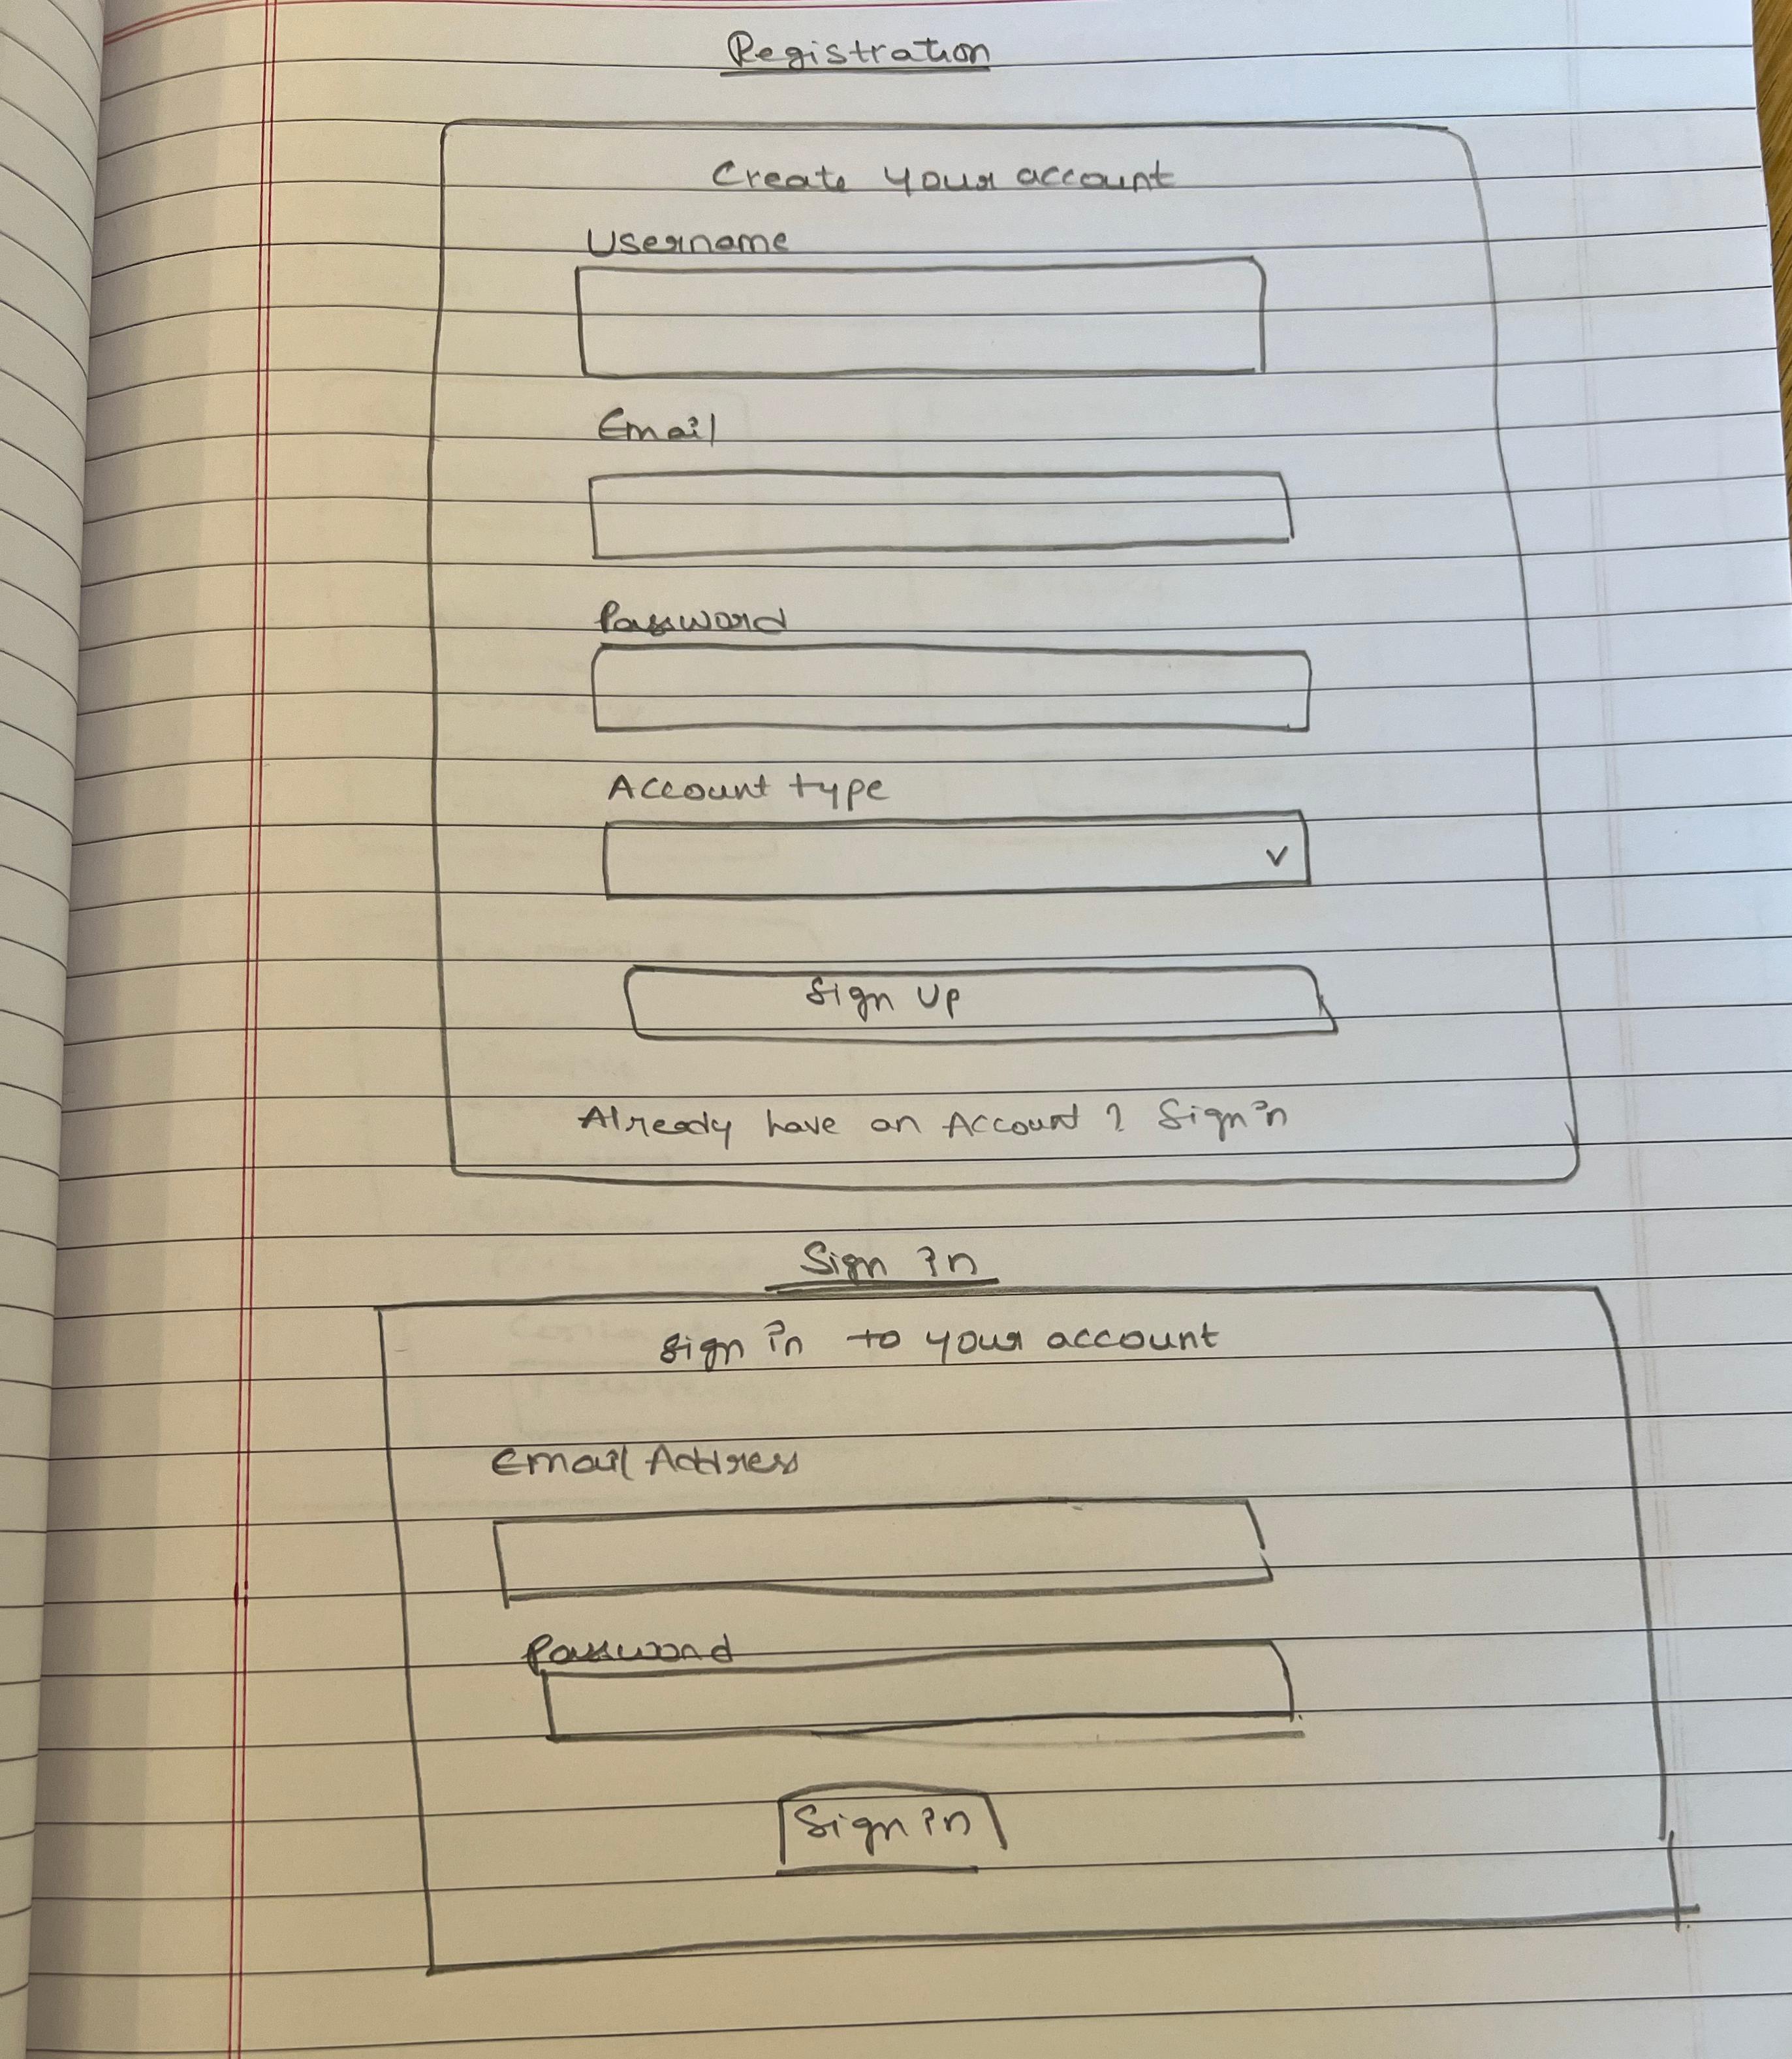 Registration
Create your account
Username
Email
Password
Account type
Sign Up
Already have an Account ? Sign in
Sign in
Sign in to your account
Email Address
Password
Sign in